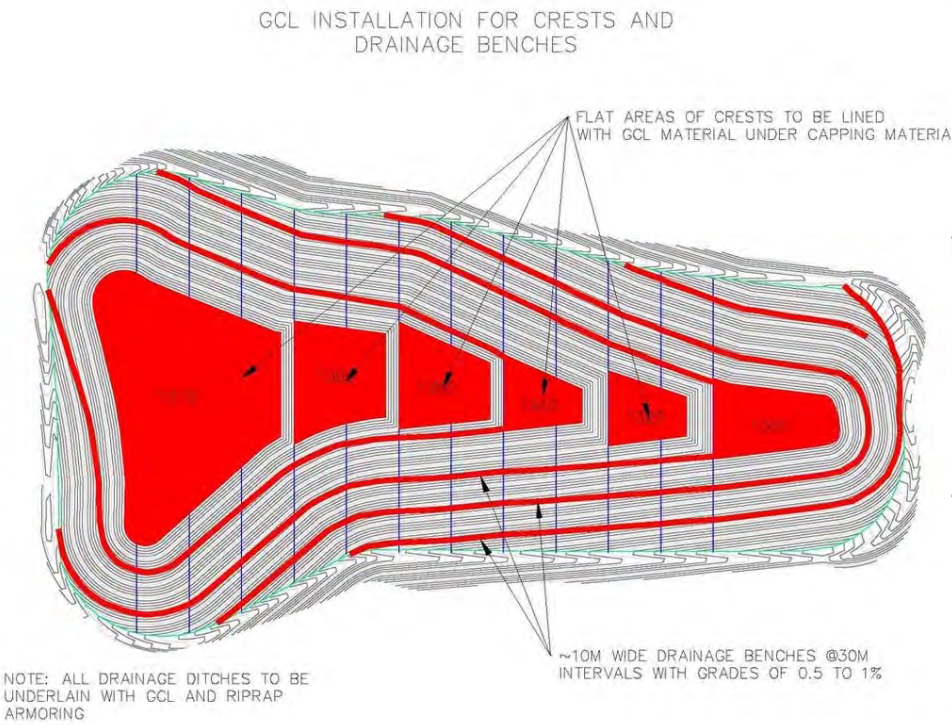 GCL INSTALLATION FOR CRESTS AND
DRAINAGE BENCHES
FLAT AREAS OF CRESTS TO BE LINED
WITH GCL MATERIAL UNDER CAPPING MATERIA
~10M WIDE DRAINAGE BENCHES @30M
INTERVALS WITH GRADES OF 0.5 TO 1%
NOTE: ALL DRAINAGE DITCHES TO BE
UNDERLAIN WITH GCL AND RIPRAP
ARMORING